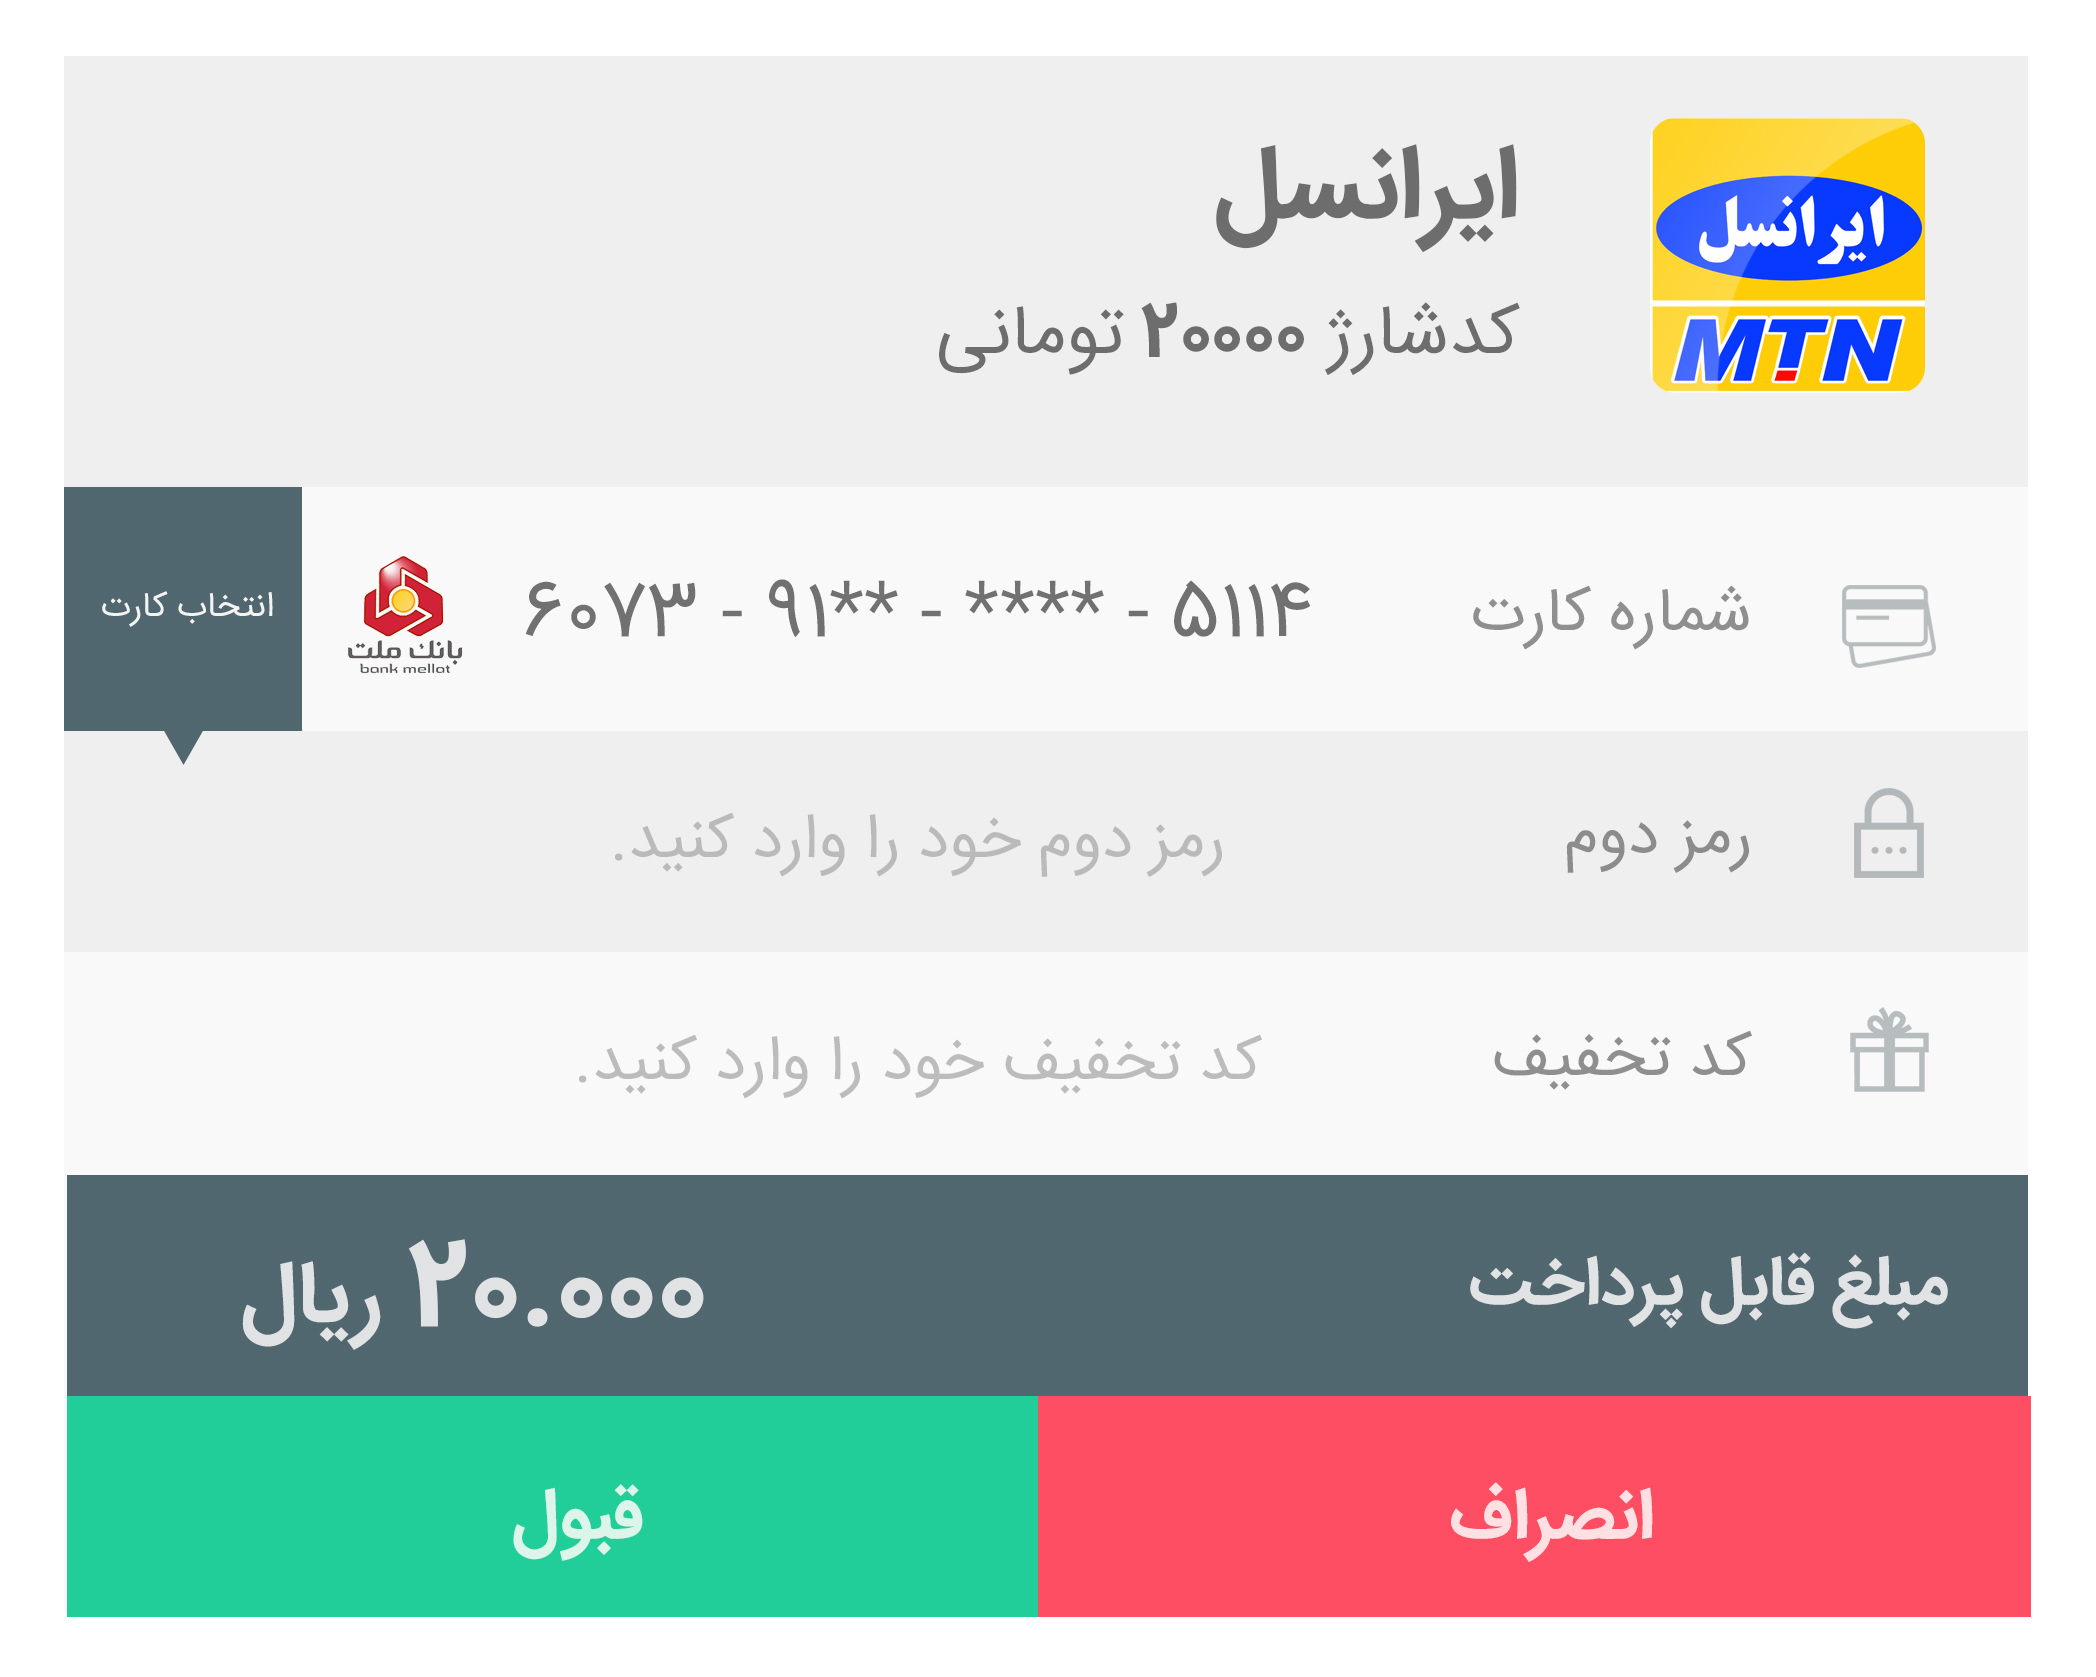 ایرانسل
ایرانسل
MTN
کدشارژ ۲۰۰۰۰ تومانی
شماره کارت
۶۰۷۳ - ۹۱** - **** - ۵۱۱۴
بانك ملت
bank mellat
انتخاب کارت
رمز دوم
رمز دوم خود را وارد کنید.
کد تخفیف
کد تخفیف خود را وارد کنید.
مبلغ قابل پرداخت
۲۰.۰۰۰ ریال
انصراف
قبول